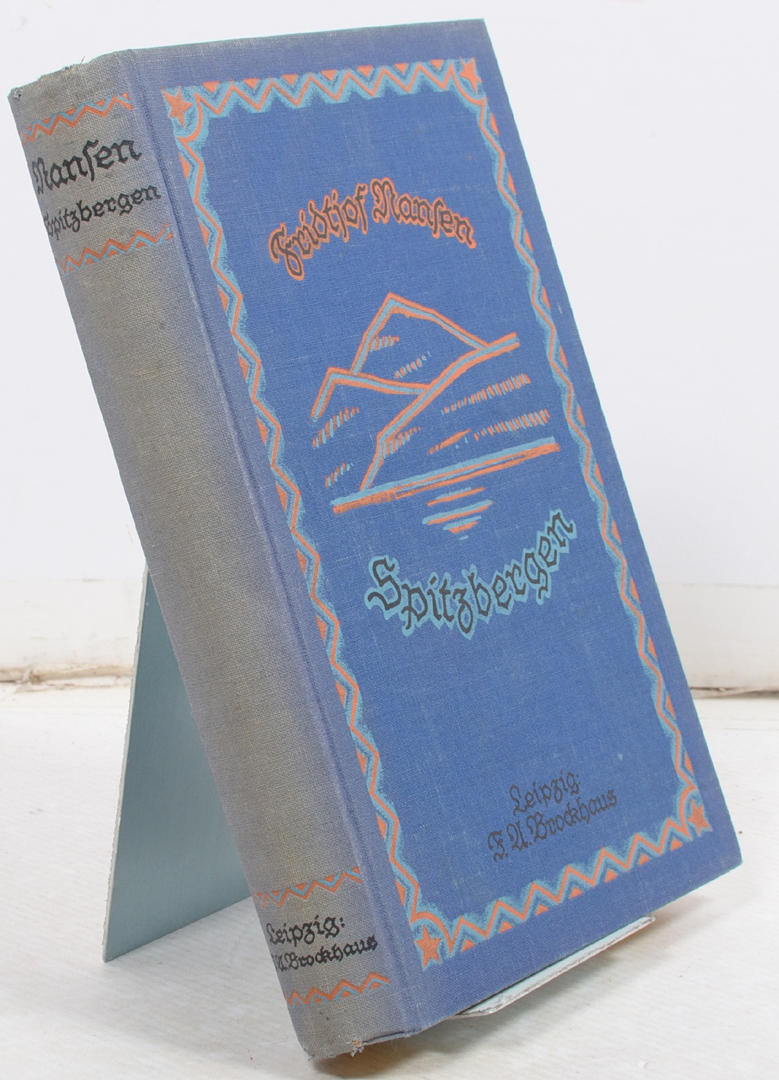 Nansen
Spitzbergen
Leipzig:
F. A. Brockhaus
Fridtjof Nansen
Spitzbergen
Leipzig:
F. A. Brockhaus